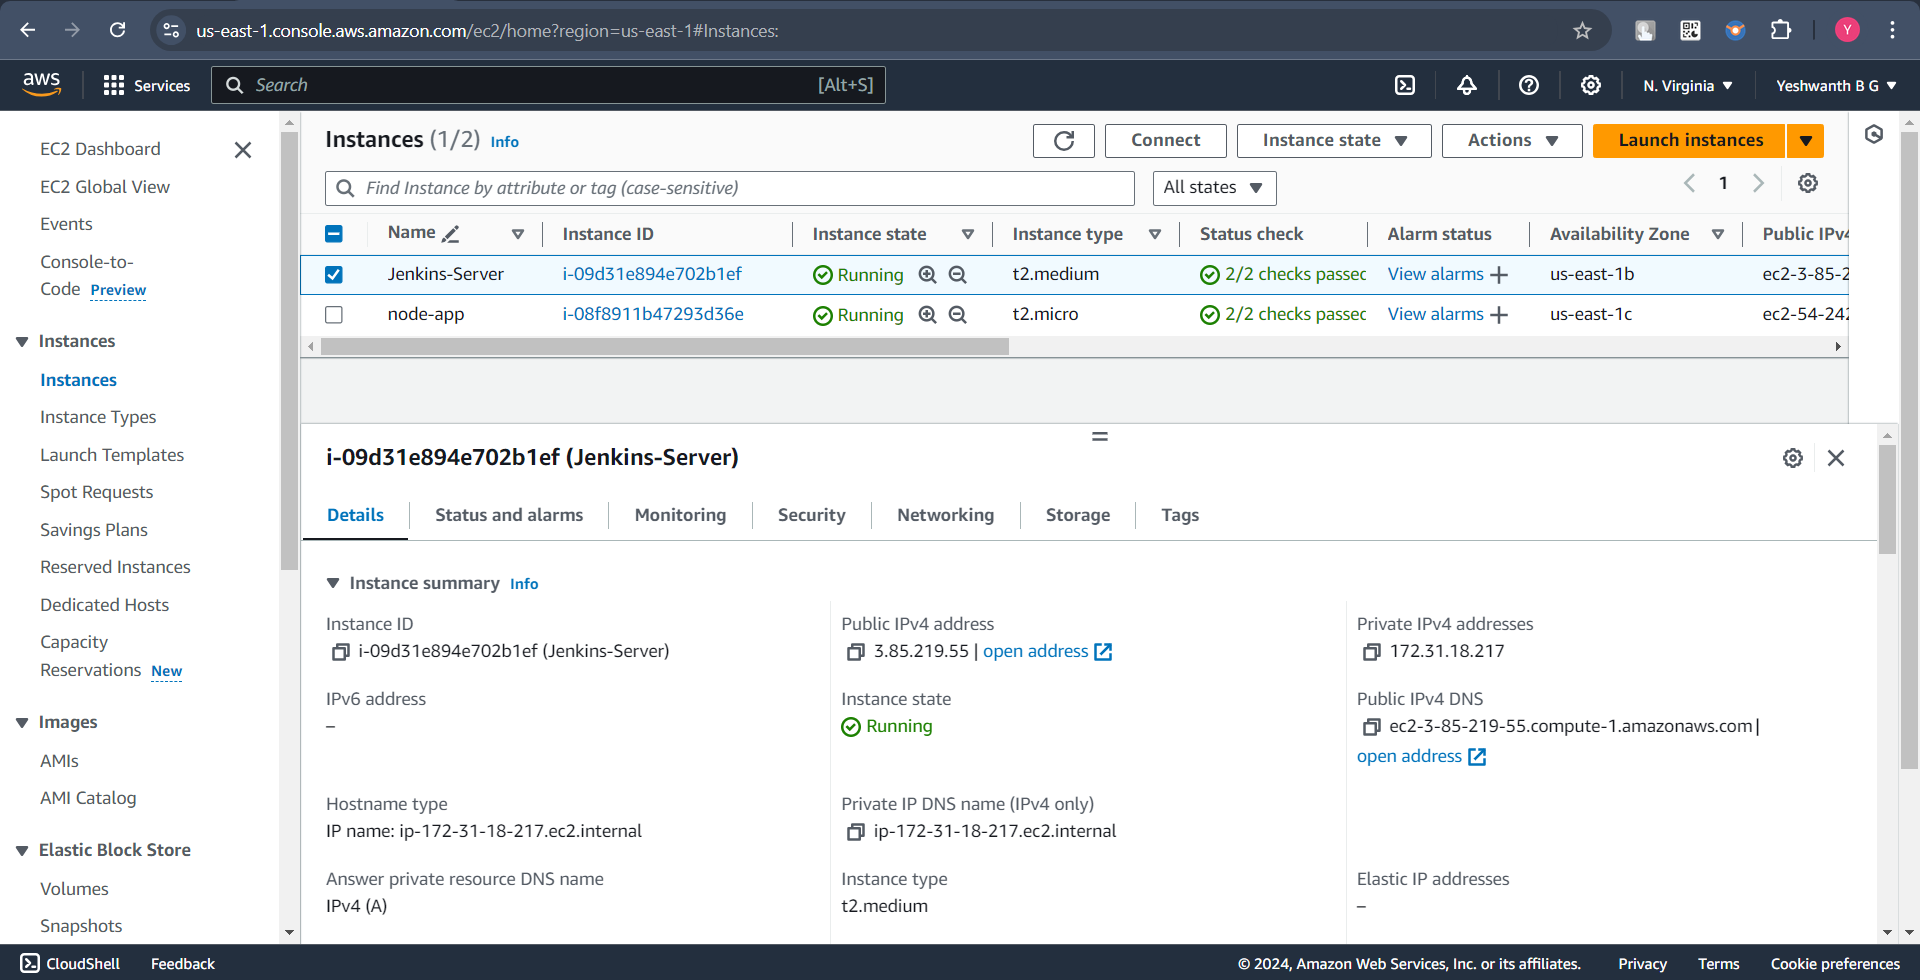 us-east-1.console.aws.amazon.com/ec2/home?region=us-east-1#Instances:
Y
aws
Services
Search
[Alt+S]
N. Virginia
Yeshwanth B G
EC2 Dashboard
EC2 Global View
Events
Console-to-
Code Preview
Instances
Instances
Instance Types
Launch Templates
Spot Requests
Savings Plans
Reserved Instances
Dedicated Hosts
Capacity
Reservations New
Images
AMIs
AMI Catalog
Elastic Block Store
Volumes
Snapshots
Instances (1/2) Info
Connect
Instance state
Actions
Launch instances
Find Instance by attribute or tag (case-sensitive)
All states
1
Name Instance ID Instance state Instance type Status check Alarm status Availability Zone Public IPv4
Jenkins-Server i-09d31e894e702b1ef Running t2.medium 2/2 checks passed View alarms + us-east-1b ec2-3-85-2
node-app i-08f8911b47293d36e Running t2.micro 2/2 checks passed View alarms + us-east-1c ec2-54-242
i-09d31e894e702b1ef (Jenkins-Server)
Details Status and alarms Monitoring Security Networking Storage Tags
Instance summary Info
Instance ID
i-09d31e894e702b1ef (Jenkins-Server)
Public IPv4 address
3.85.219.55 | open address
Private IPv4 addresses
172.31.18.217
IPv6 address
–
Instance state
Running
Public IPv4 DNS
ec2-3-85-219-55.compute-1.amazonaws.com |
open address
Hostname type
IP name: ip-172-31-18-217.ec2.internal
Private IP DNS name (IPv4 only)
ip-172-31-18-217.ec2.internal
Answer private resource DNS name
IPv4 (A)
Instance type
t2.medium
Elastic IP addresses
–
CloudShell
Feedback
© 2024, Amazon Web Services, Inc. or its affiliates.
Privacy
Terms
Cookie preferences